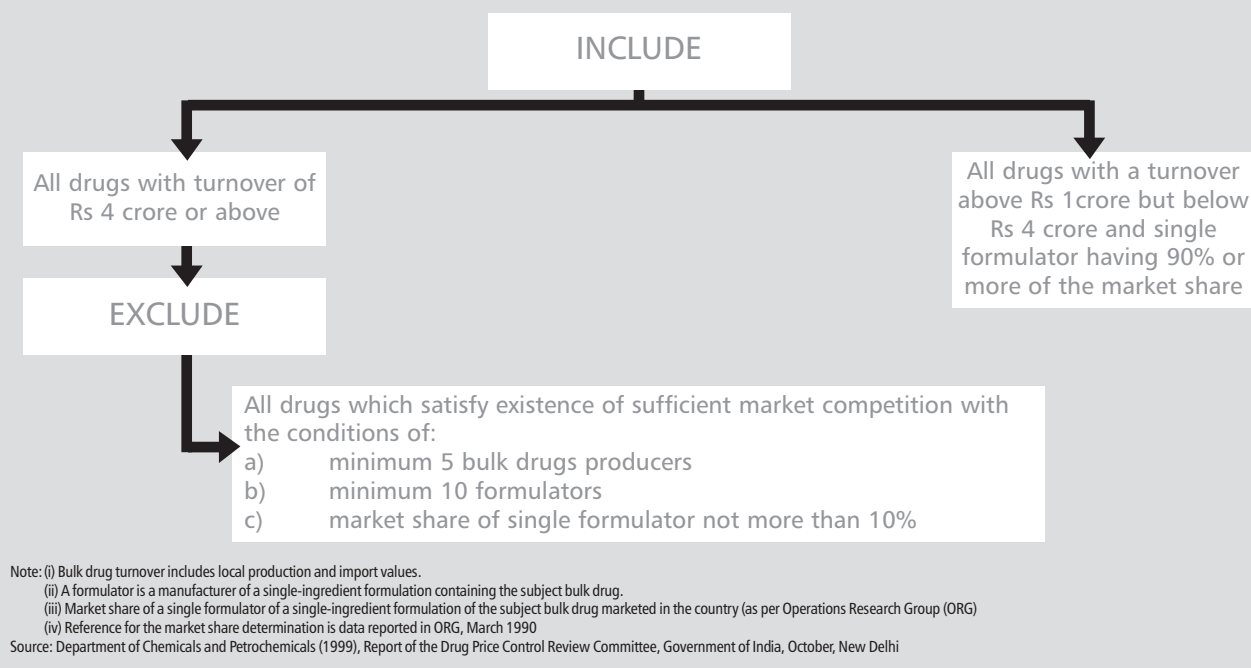 INCLUDE
All drugs with turnover of
Rs 4 crore or above
All drugs with a turnover
above Rs 1crore but below
Rs 4 crore and single
formulator having 90% or
more of the market share
EXCLUDE
All drugs which satisfy existence of sufficient market competition with
the conditions of:
a) minimum 5 bulk drugs producers
b) minimum 10 formulators
c) market share of single formulator not more than 10%
Note: (i) Bulk drug turnover includes local production and import values.
(ii) A formulator is a manufacturer of a single-ingredient formulation containing the subject bulk drug.
(iii) Market share of a single formulator of a single-ingredient formulation of the subject bulk drug marketed in the country (as per Operations Research Group (ORG)
(iv) Reference for the market share determination is data reported in ORG, March 1990
Source: Department of Chemicals and Petrochemicals (1999), Report of the Drug Price Control Review Committee, Government of India, October, New Delhi